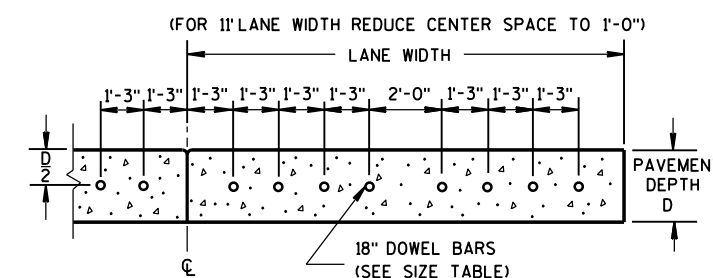 (FOR 11' LANE WIDTH REDUCE CENTER SPACE TO 1'-0")
LANE WIDTH
1'-3" 1'-3" 1'-3" 1'-3" 1'-3" 1'-3" 2'-0" 1'-3" 1'-3" 1'-3"
D
2
PAVEMEN
DEPTH
D
18" DOWEL BARS
(SEE SIZE TABLE)
℄